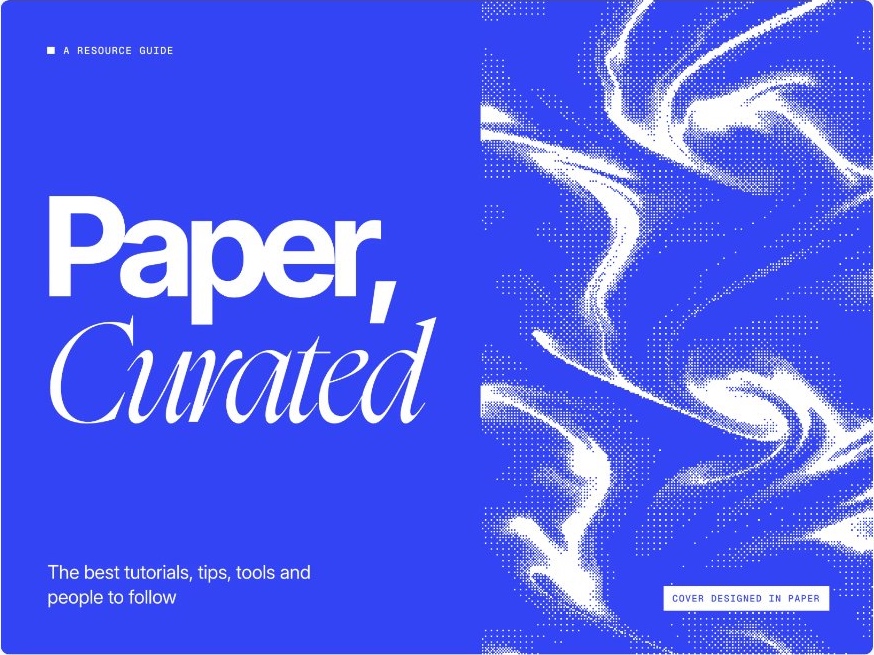 A RESOURCE GUIDE
Paper,
Curated
The best tutorials, tips, tools and
people to follow
COVER DESIGNED IN PAPER